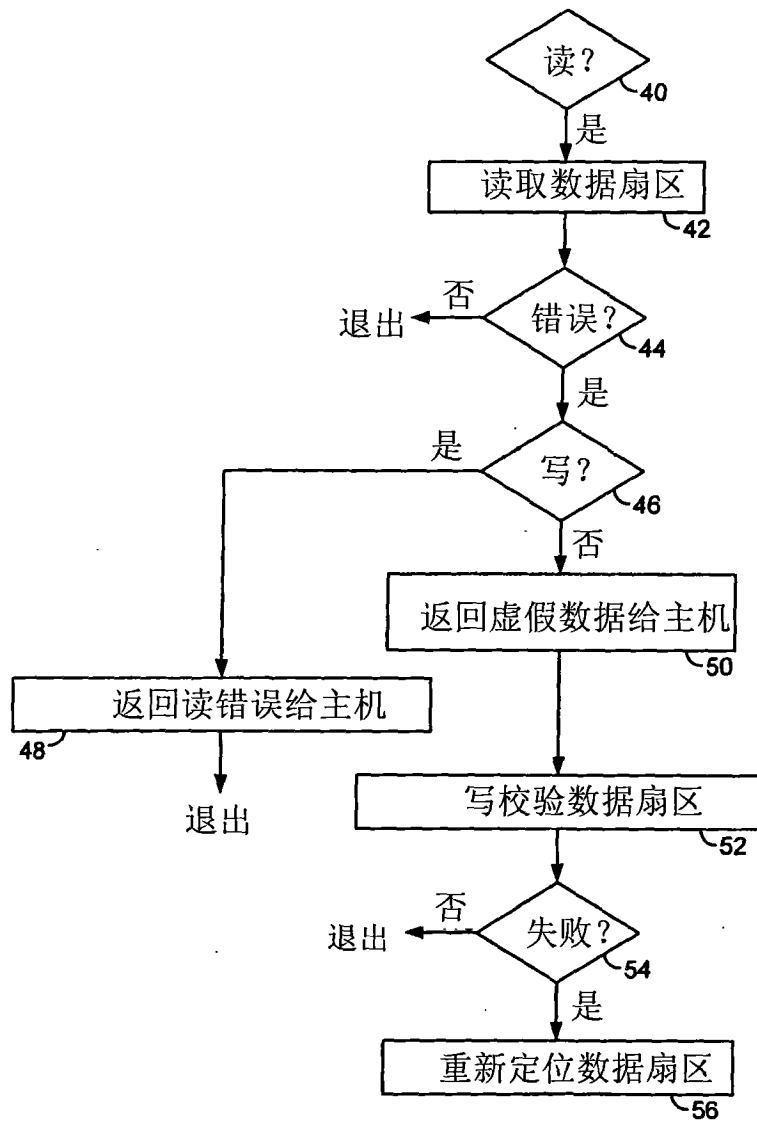 读?
40
是
读取数据扇区
42
错误?
44
否
退出
是
写?
46
是
否
返回虚假数据给主机
50
返回读错误给主机
48
退出
写校验数据扇区
52
失败?
54
否
退出
是
重新定位数据扇区
56